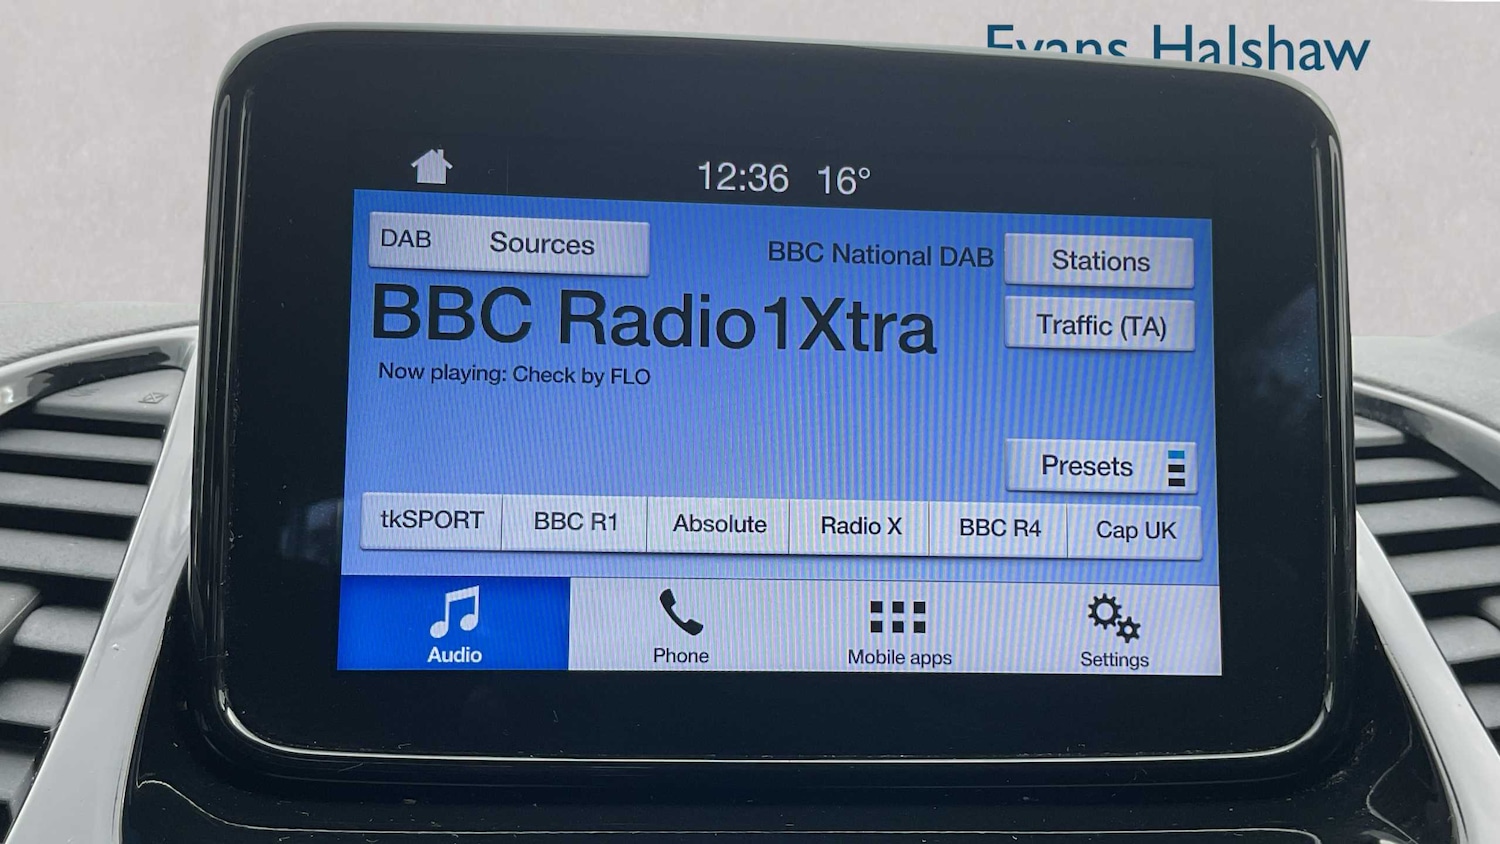 Evans Halshaw
12:36 16°
DAB Sources
BBC National DAB
Stations
BBC Radio1Xtra
Traffic (TA)
Now playing: Check by FLO
Presets
tkSPORT BBC R1 Absolute Radio X BBC R4 Cap UK
Audio Phone Mobile apps Settings